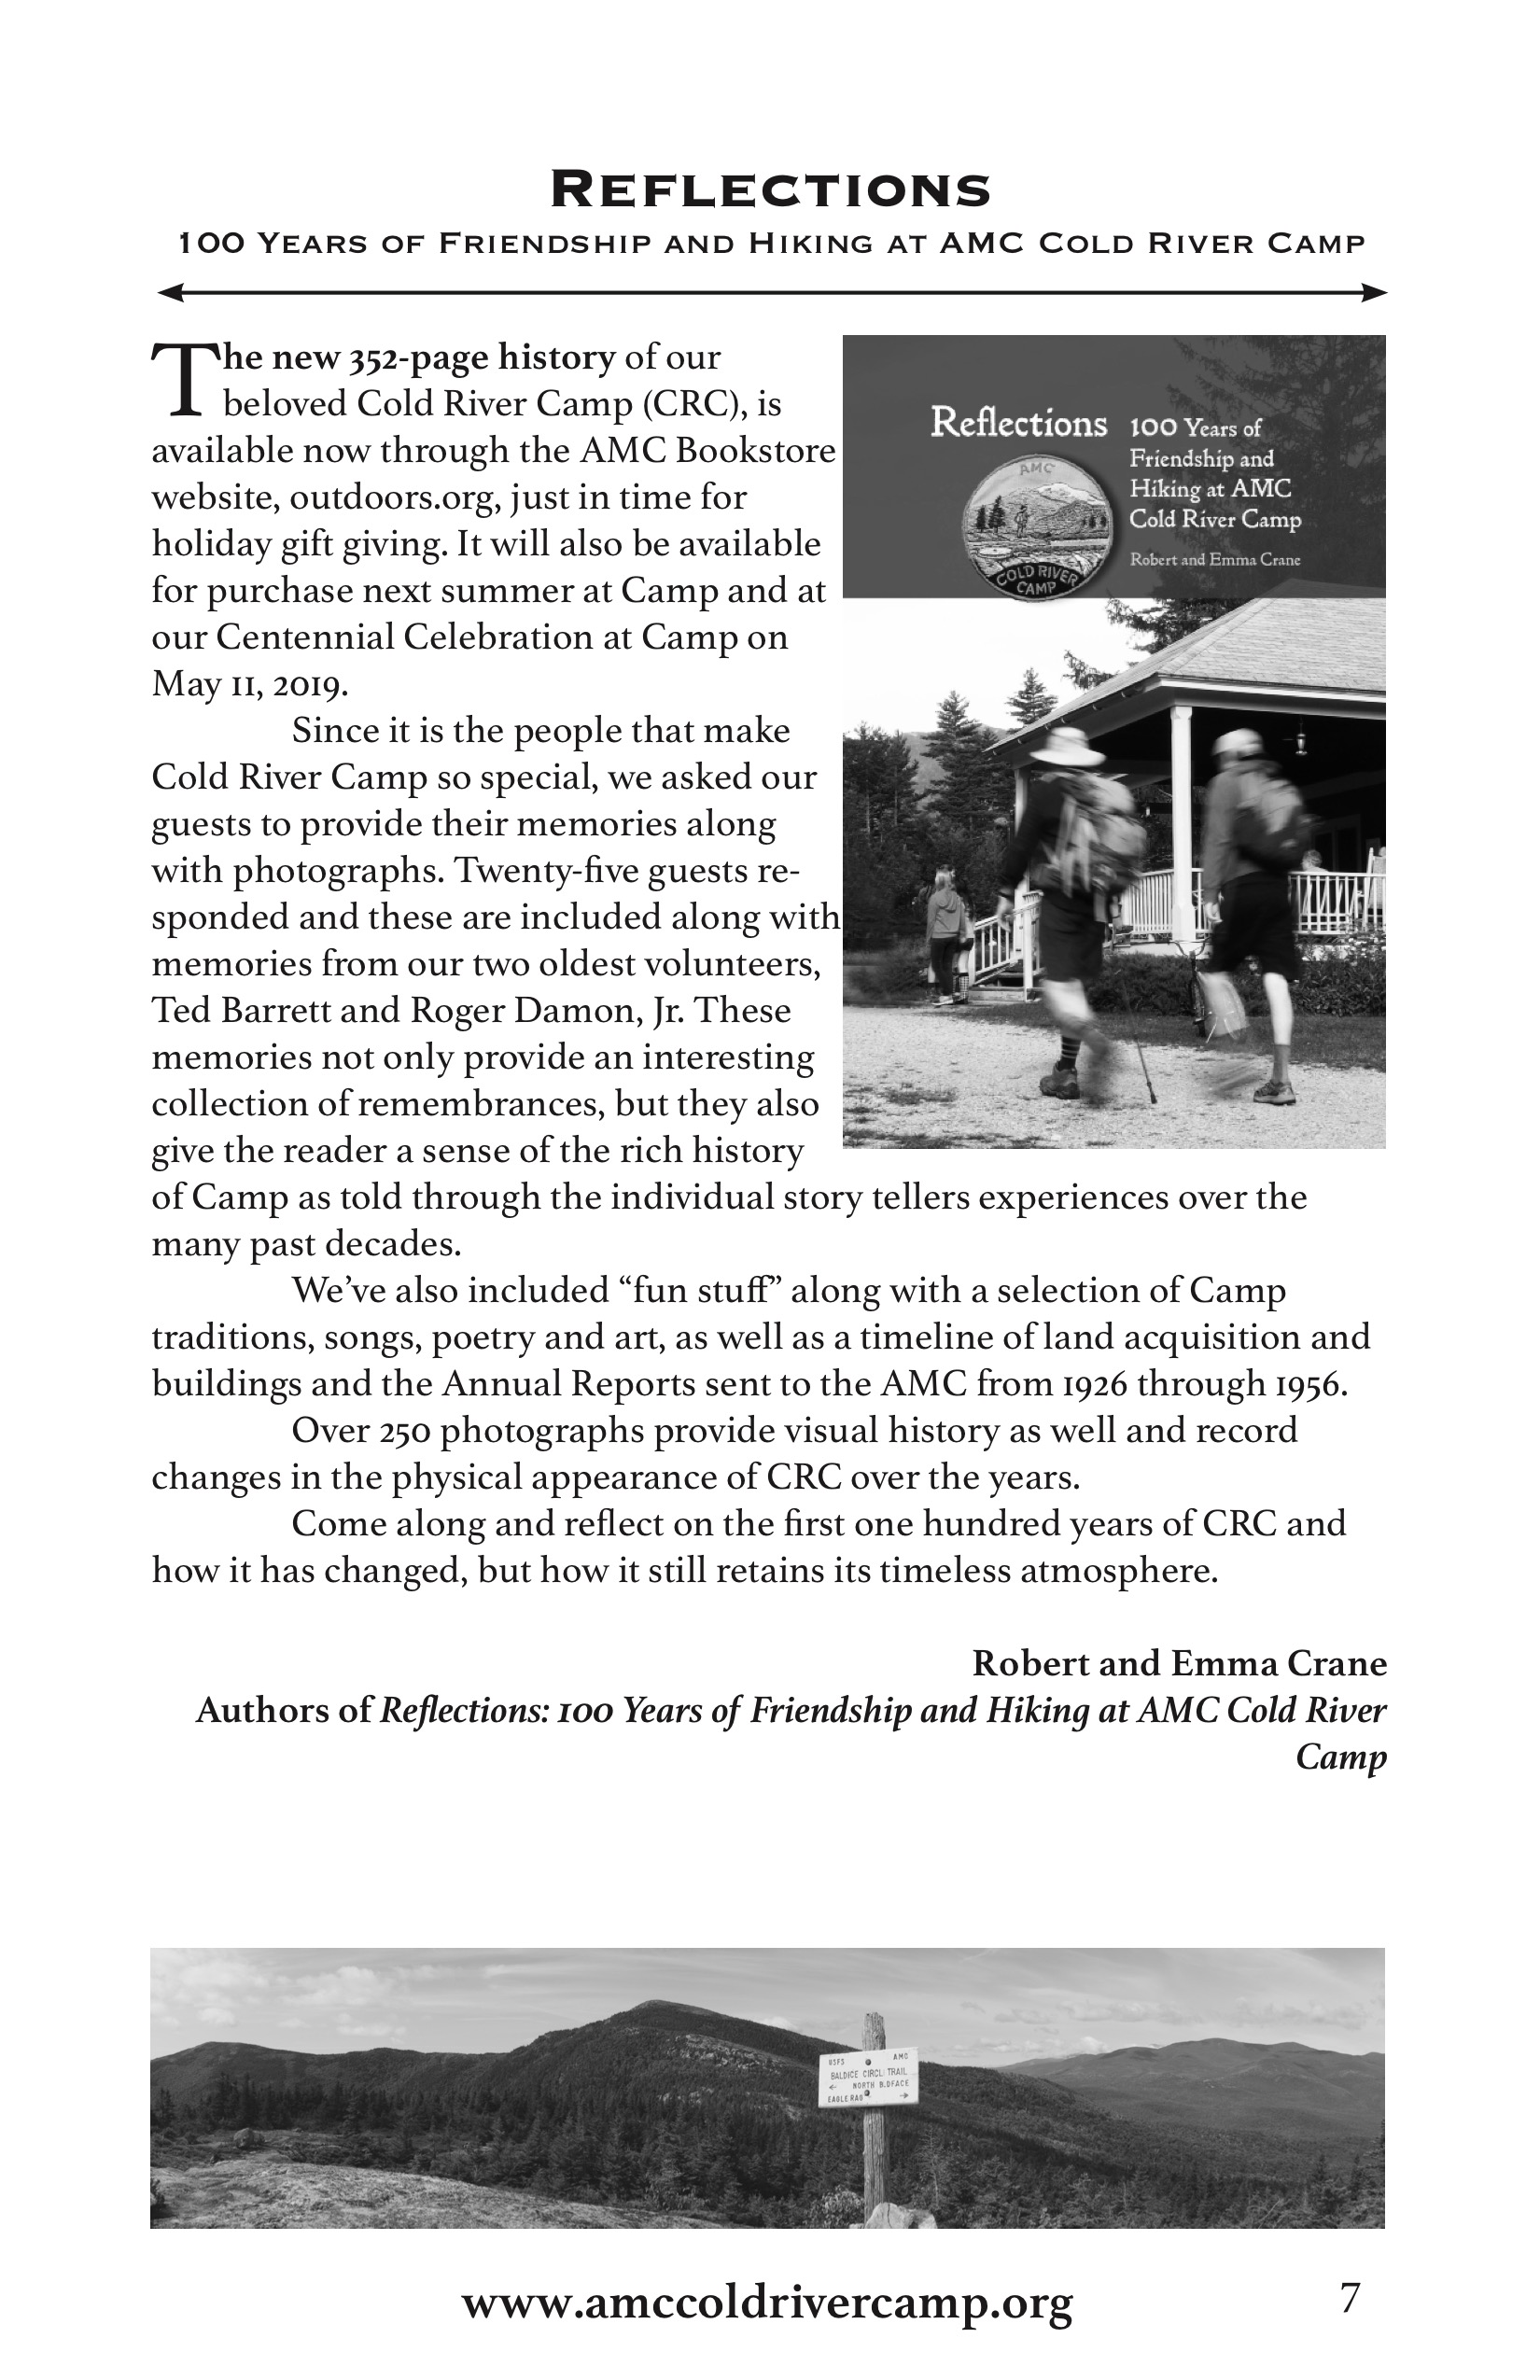 REFLECTIONS
100 YEARS OF FRIENDSHIP AND HIKING AT AMC COLD RIVER CAMP
The new 352-page history of our
beloved Cold River Camp (CRC), is
available now through the AMC Bookstore
website, outdoors.org, just in time for
holiday gift giving. It will also be available
for purchase next summer at Camp and at
our Centennial Celebration at Camp on
May 11, 2019.
Since it is the people that make
Cold River Camp so special, we asked our
guests to provide their memories along
with photographs. Twenty-five guests re-
sponded and these are included along with
memories from our two oldest volunteers,
Ted Barrett and Roger Damon, Jr. These
memories not only provide an interesting
collection of remembrances, but they also
give the reader a sense of the rich history
of Camp as told through the individual story tellers experiences over the
many past decades.
We’ve also included “fun stuff” along with a selection of Camp
traditions, songs, poetry and art, as well as a timeline of land acquisition and
buildings and the Annual Reports sent to the AMC from 1926 through 1956.
Over 250 photographs provide visual history as well and record
changes in the physical appearance of CRC over the years.
Come along and reflect on the first one hundred years of CRC and
how it has changed, but how it still retains its timeless atmosphere.
Robert and Emma Crane
Authors of Reflections: 100 Years of Friendship and Hiking at AMC Cold River
Camp
Reflections
100 Years of
Friendship and
Hiking at AMC
Cold River Camp
Robert and Emma Crane
AMC
COLD RIVER
CAMP
USFS AMC
BALDICE CIRCL TRAIL
← NORTH B.DFACE
EAGLE RAG →
www.amccoldrivercamp.org
7